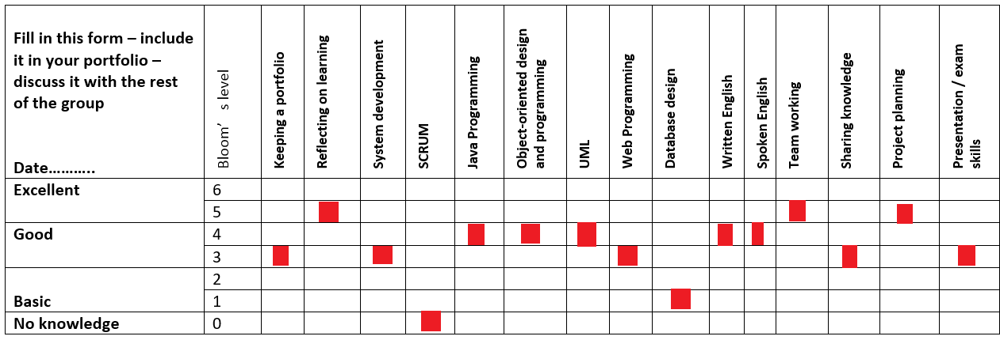 Fill in this form – include
it in your portfolio –
discuss it with the rest
of the group
Date………..
Bloom’s level
Keeping a portfolio
Reflecting on learning
System development
SCRUM
Java Programming
Object-oriented design
and programming
UML
Web Programming
Database design
Written English
Spoken English
Team working
Sharing knowledge
Project planning
Presentation / exam
skills
Excellent
6
5
Good
4
3
2
Basic
1
No knowledge
0